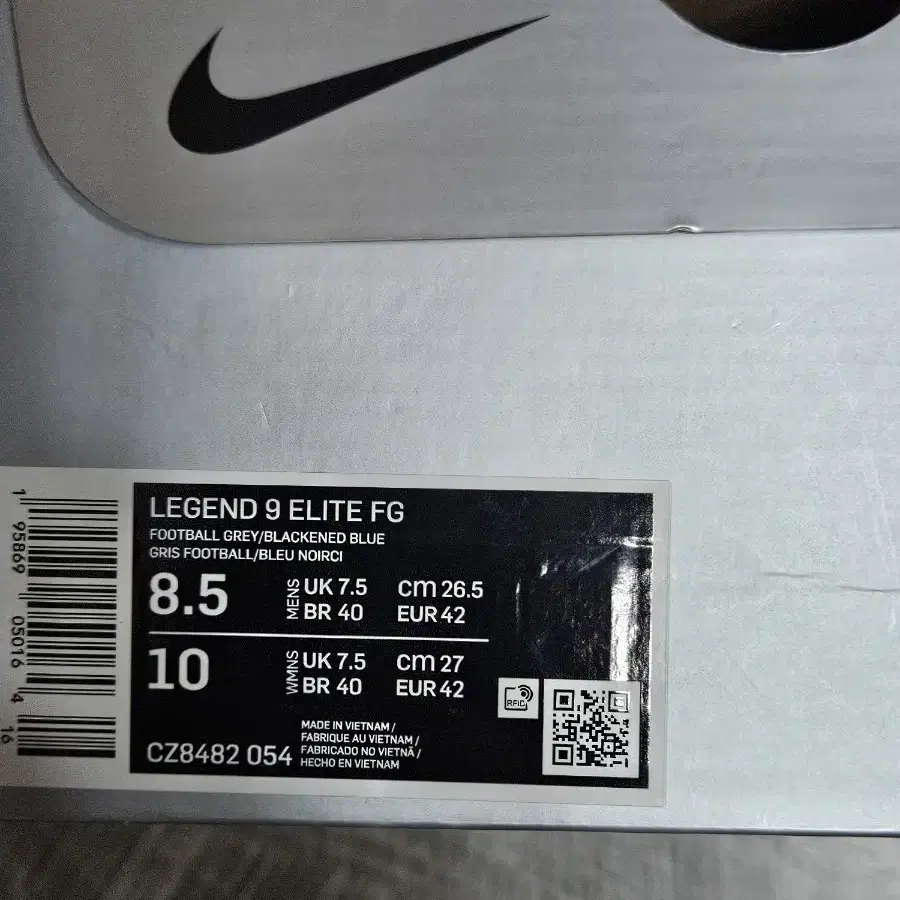 LEGEND 9 ELITE FG
FOOTBALL GREY/BLACKENED BLUE
GRIS FOOTBALL/BLEU NOIRCI
8.5 MENS UK 7.5 cm 26.5
BR 40 EUR 42
10 WMNS UK 7.5 cm 27
BR 40 EUR 42
RFID
MADE IN VIETNAM /
FABRIQUE AU VIETNAM /
FABRICADO NO VIETNÃ /
HECHO EN VIETNAM
CZ8482 054
1 95869 05016 4 16